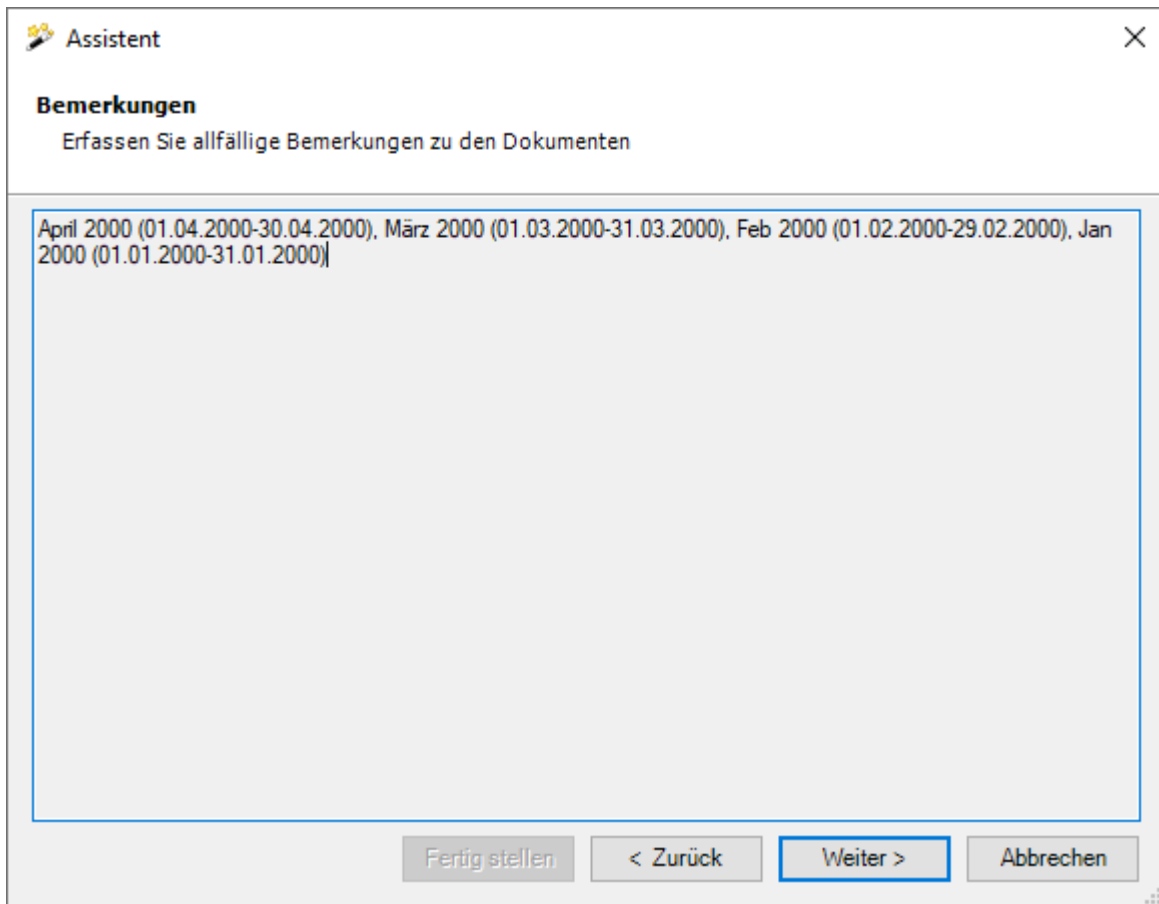 Assistent
Bemerkungen
Erfassen Sie allfällige Bemerkungen zu den Dokumenten
April 2000 (01.04.2000-30.04.2000), März 2000 (01.03.2000-31.03.2000), Feb 2000 (01.02.2000-29.02.2000), Jan
2000 (01.01.2000-31.01.2000)
Fertig stellen
< Zurück
Weiter >
Abbrechen